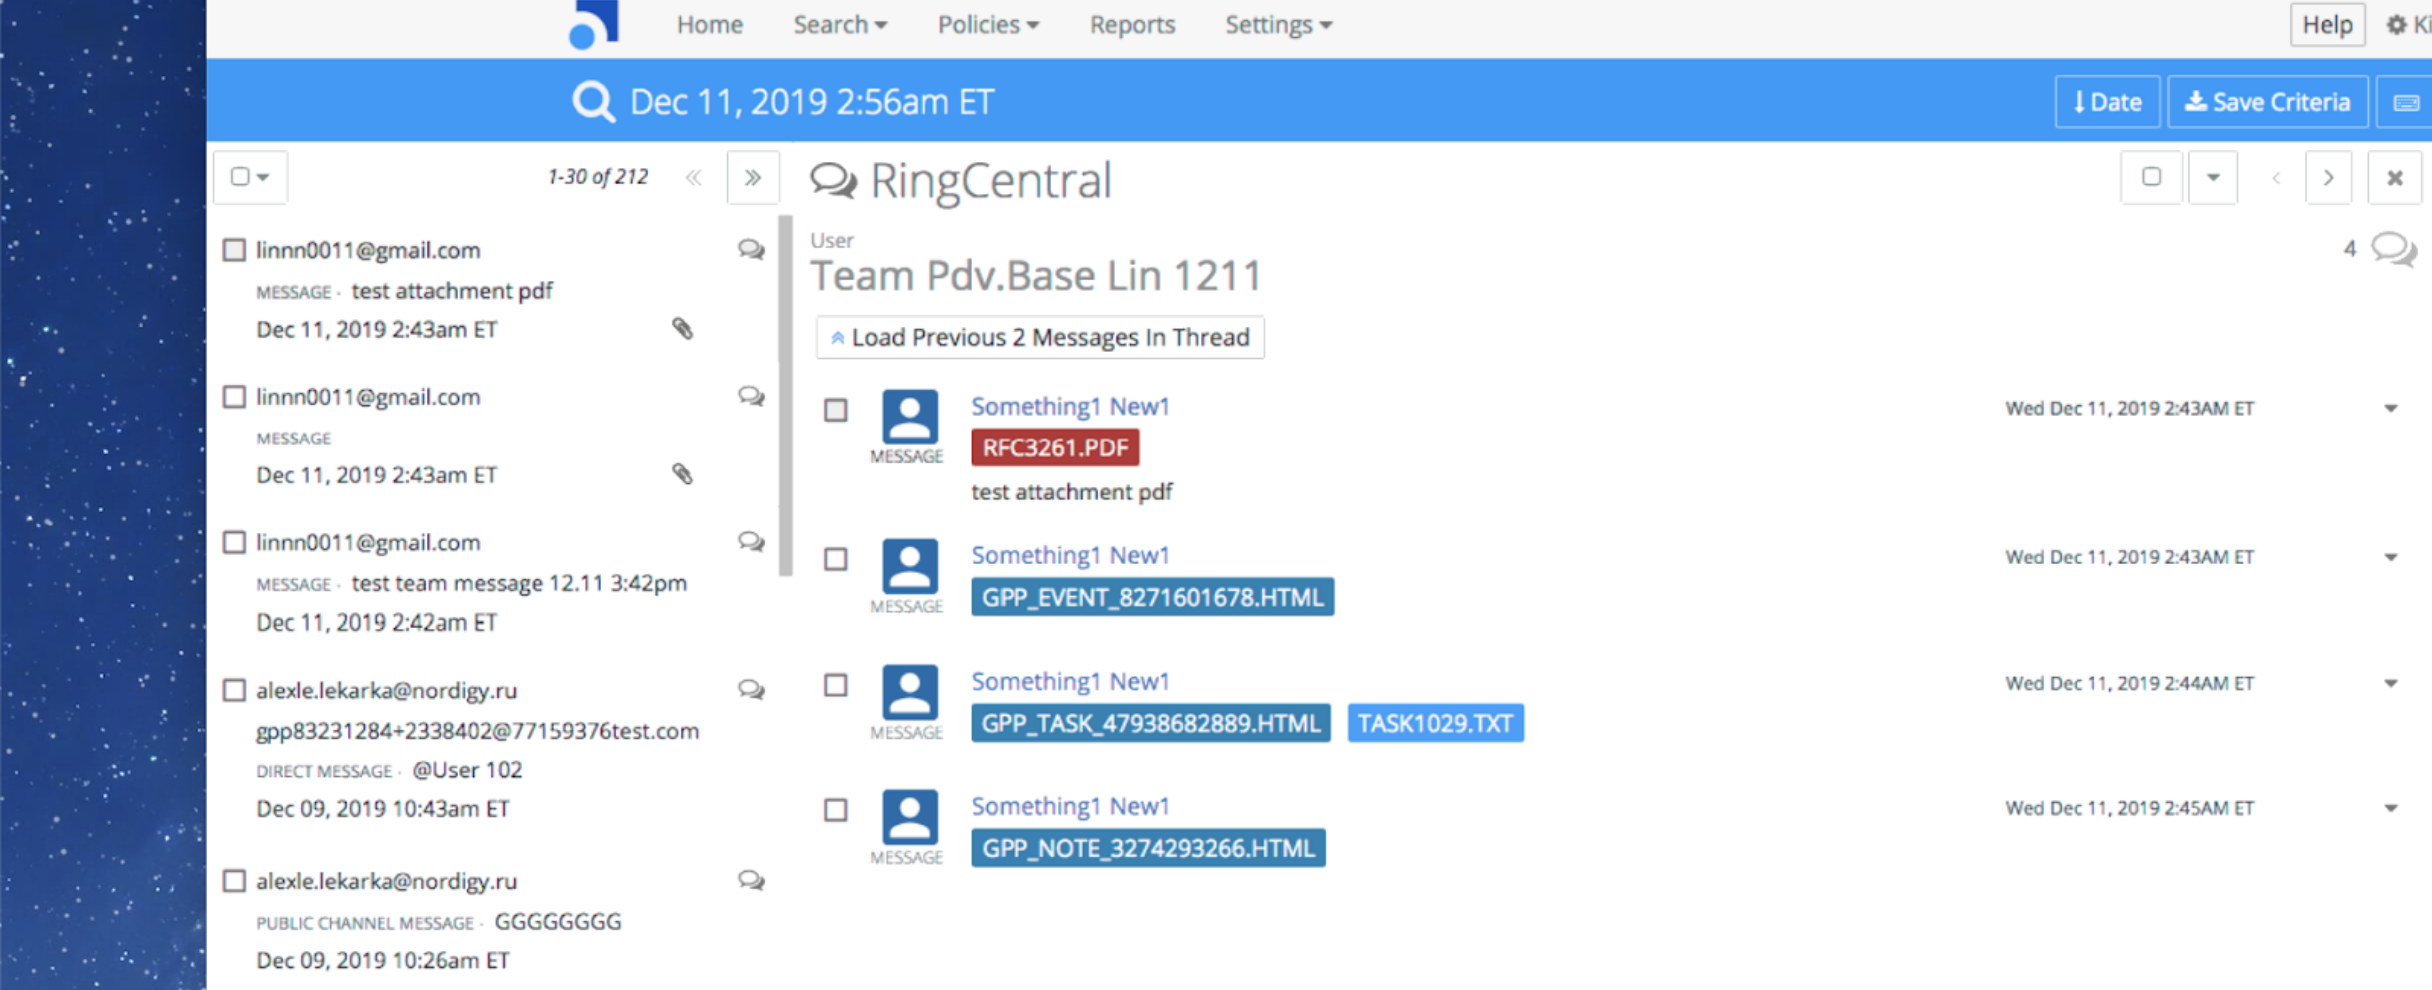 Home Search Policies Reports Settings Help
Dec 11, 2019 2:56am ET
Date Save Criteria
1-30 of 212
linnn0011@gmail.com
MESSAGE · test attachment pdf
Dec 11, 2019 2:43am ET
linnn0011@gmail.com
MESSAGE
Dec 11, 2019 2:43am ET
linnn0011@gmail.com
MESSAGE · test team message 12.11 3:42pm
Dec 11, 2019 2:42am ET
alexle.lekarka@nordigy.ru
gpp83231284+2338402@77159376test.com
DIRECT MESSAGE · @User 102
Dec 09, 2019 10:43am ET
alexle.lekarka@nordigy.ru
PUBLIC CHANNEL MESSAGE · GGGGGGGG
Dec 09, 2019 10:26am ET
RingCentral
User
4
Team Pdv.Base Lin 1211
Load Previous 2 Messages In Thread
Something1 New1 Wed Dec 11, 2019 2:43AM ET
RFC3261.PDF
MESSAGE
test attachment pdf
Something1 New1 Wed Dec 11, 2019 2:43AM ET
GPP_EVENT_8271601678.HTML
MESSAGE
Something1 New1 Wed Dec 11, 2019 2:44AM ET
GPP_TASK_47938682889.HTML TASK1029.TXT
MESSAGE
Something1 New1 Wed Dec 11, 2019 2:45AM ET
GPP_NOTE_3274293266.HTML
MESSAGE